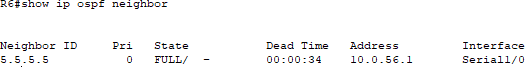 R6#show ip ospf neighbor
Neighbor ID     Pri   State           Dead Time   Address         Interface
5.5.5.5           0   FULL/  -        00:00:34    10.0.56.1       Serial1/0